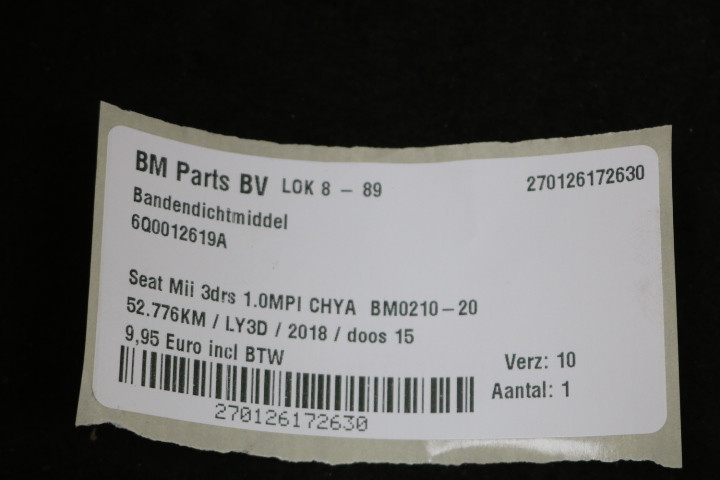 BM Parts BV LOK 8 - 89 270126172630
Bandendichtmiddel
6Q0012619A
Seat Mii 3drs 1.0MPI CHYA BM0210-20
52.776KM / LY3D / 2018 / doos 15
9,95 Euro incl BTW
Verz: 10
Aantal: 1
270126172630